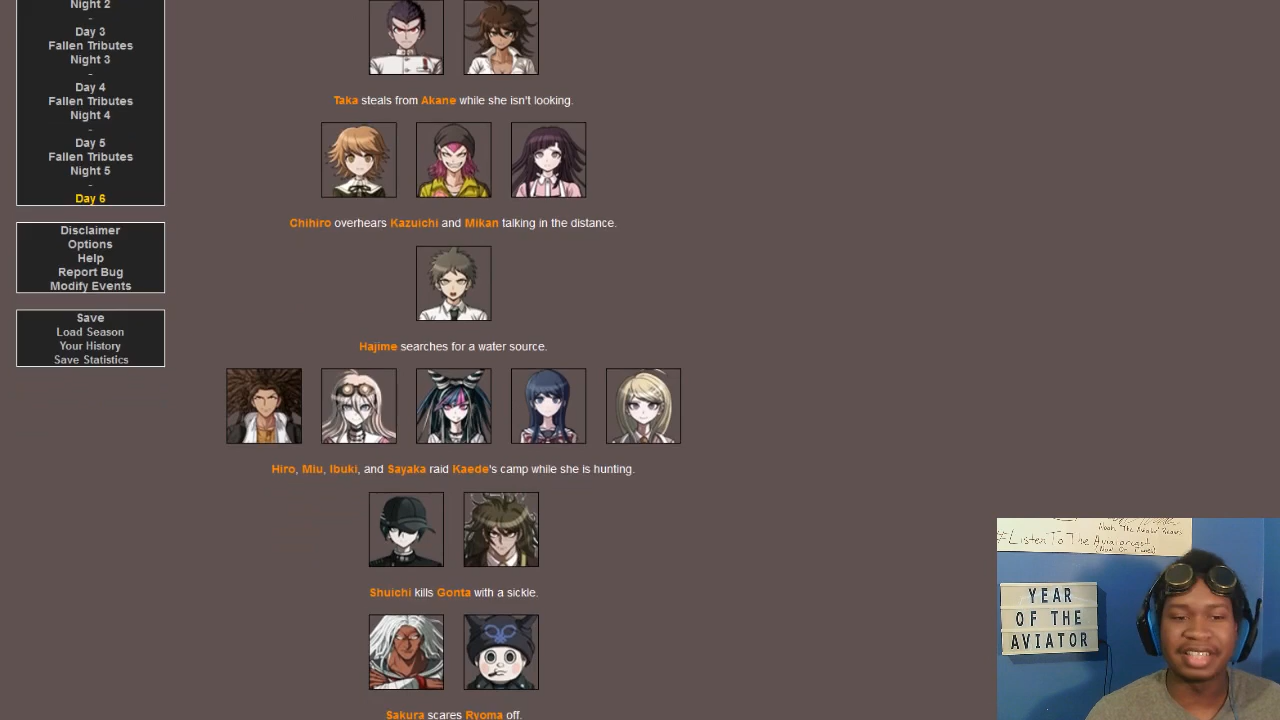 Night 2
-
Day 3
Fallen Tributes
Night 3
-
Day 4
Fallen Tributes
Night 4
-
Day 5
Fallen Tributes
Night 5
-
Day 6
Disclaimer
Options
Help
Report Bug
Modify Events
Save
Load Season
Your History
Save Statistics
Taka steals from Akane while she isn't looking.
Chihiro overhears Kazuichi and Mikan talking in the distance.
Hajime searches for a water source.
Hiro, Miu, Ibuki, and Sayaka raid Kaede's camp while she is hunting.
Shuichi kills Gonta with a sickle.
Sakura scares Ryoma off.
#ListenToTheAviatorcast
YEAR
OF THE
AVIATOR